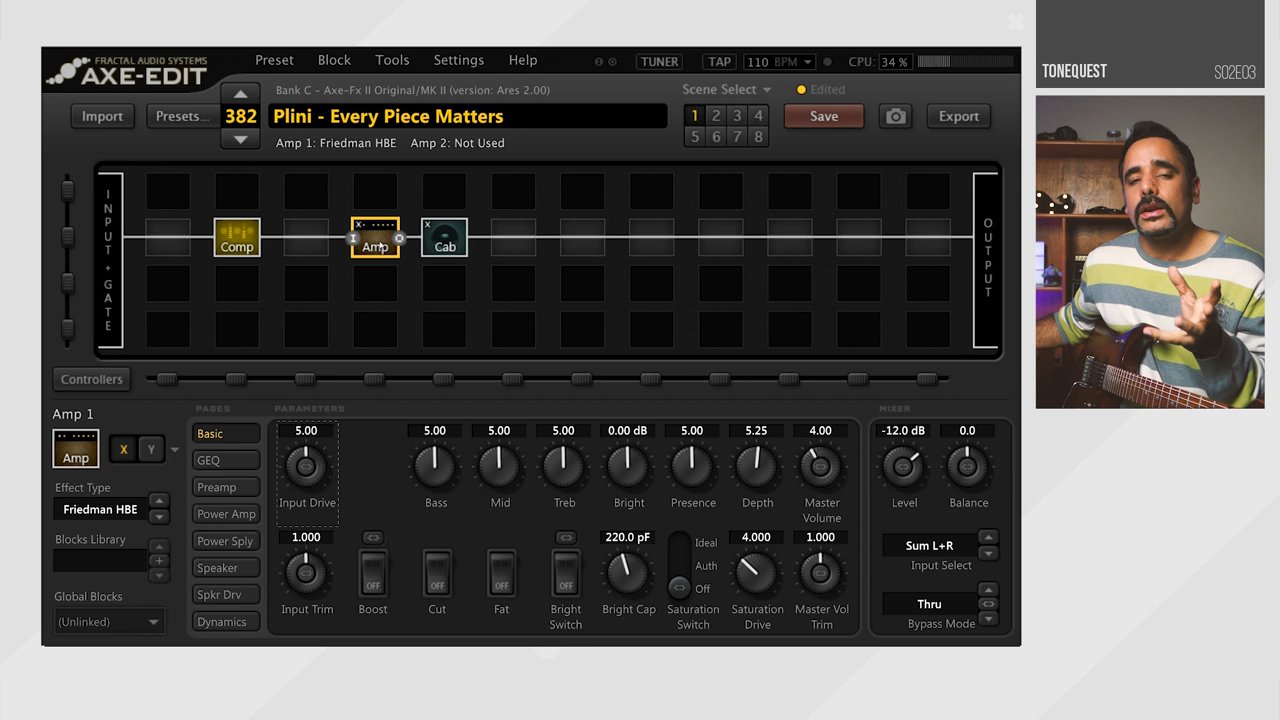 FRACTAL AUDIO SYSTEMS
AXE-EDIT
Preset Block Tools Settings Help
TUNER TAP 110 BPM CPU: 34 %
Import Presets... 382
Bank C - Axe-Fx II Original/MK II (version: Ares 2.00)
Plini - Every Piece Matters
Amp 1: Friedman HBE Amp 2: Not Used
Scene Select Edited
1 2 3 4
5 6 7 8
Save Export
INPUT + GATE
X
X
Comp Amp Cab
OUTPUT
Controllers
Amp 1
Amp X Y
Effect Type
Friedman HBE
Blocks Library
Global Blocks
(Unlinked)
PAGES
Basic
GEQ
Preamp
Power Amp
Power Sply
Speaker
Spkr Drv
Dynamics
PARAMETERS
5.00 5.00 5.00 5.00 0.00 dB 5.00 5.25 4.00
Input Drive Bass Mid Treb Bright Presence Depth Master Volume
1.000 220.0 pF 4.000 1.000
ON ON ON ON
OFF OFF OFF OFF
Ideal
Auth
Off
Input Trim Boost Cut Fat Bright Switch Bright Cap Saturation Switch Saturation Drive Master Vol Trim
MIXER
-12.0 dB 0.0
Level Balance
Sum L+R
Input Select
Thru
Bypass Mode
TONEQUEST S02E03